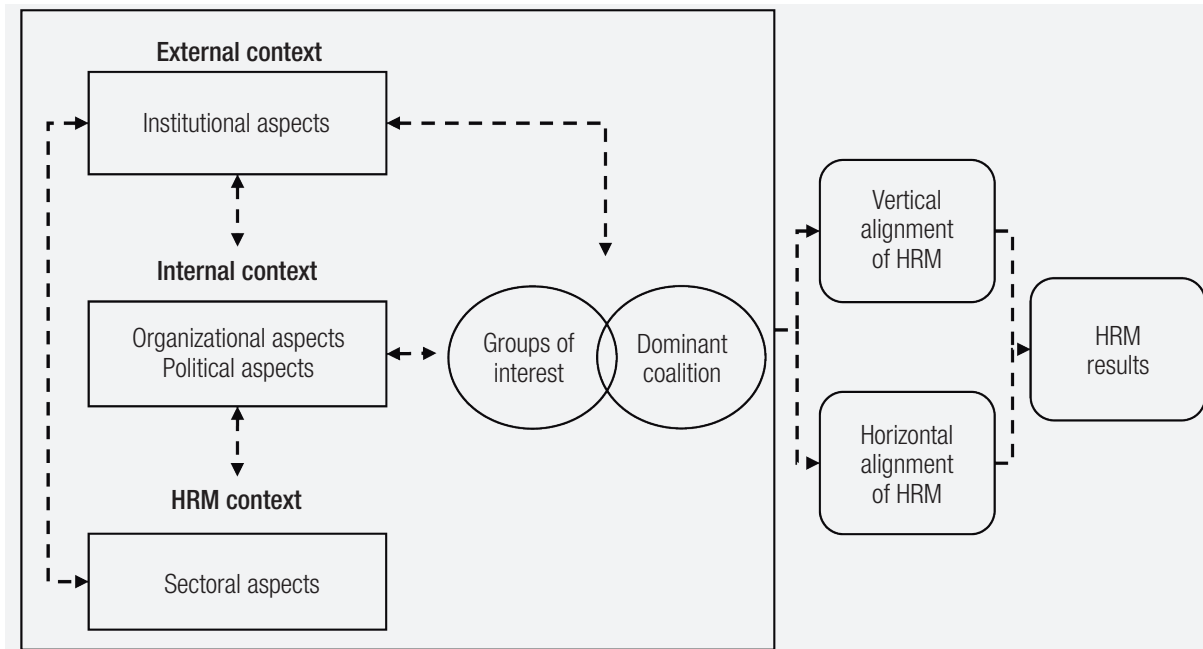 External context
Institutional aspects
Internal context
Organizational aspects
Political aspects
HRM context
Sectoral aspects
Groups of
interest
Dominant
coalition
Vertical
alignment
of HRM
Horizontal
alignment
of HRM
HRM
results